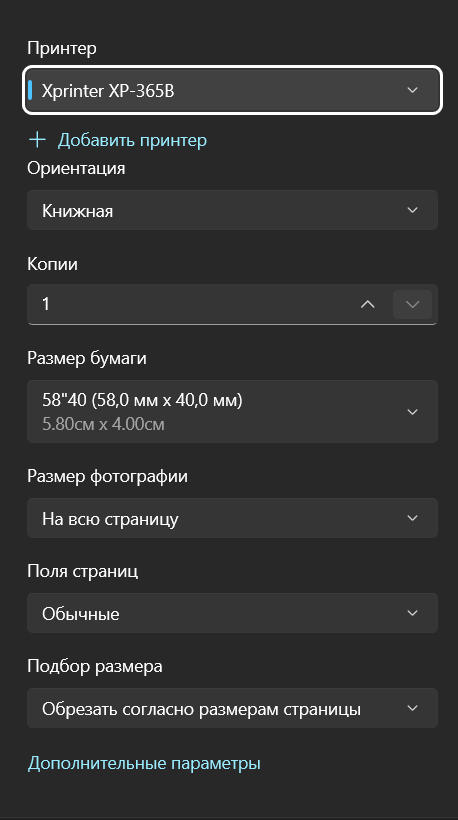 Принтер
Xprinter XP-365B
Добавить принтер
Ориентация
Книжная
Копии
1
Размер бумаги
58"40 (58,0 мм x 40,0 мм)
5.80см x 4.00см
Размер фотографии
На всю страницу
Поля страниц
Обычные
Подбор размера
Обрезать согласно размерам страницы
Дополнительные параметры